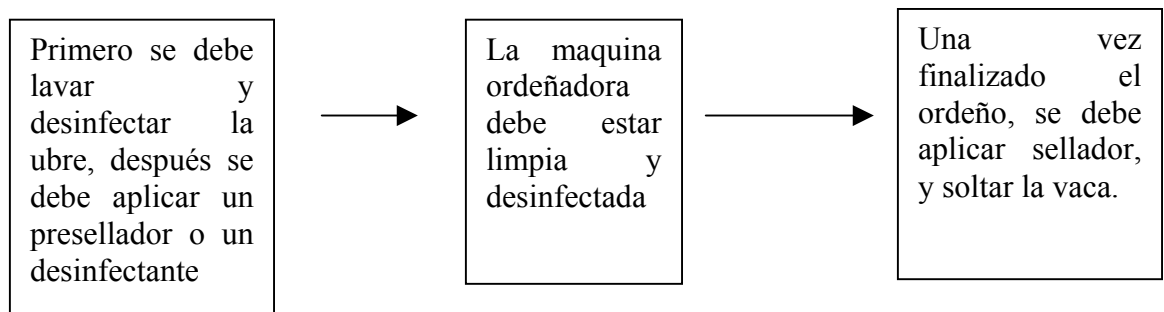 Primero se debe
lavar y
desinfectar la
ubre, después se
debe aplicar un
presellador o un
desinfectante
La maquina
ordeñadora
debe estar
limpia y
desinfectada
Una vez
finalizado el
ordeño, se debe
aplicar sellador,
y soltar la vaca.